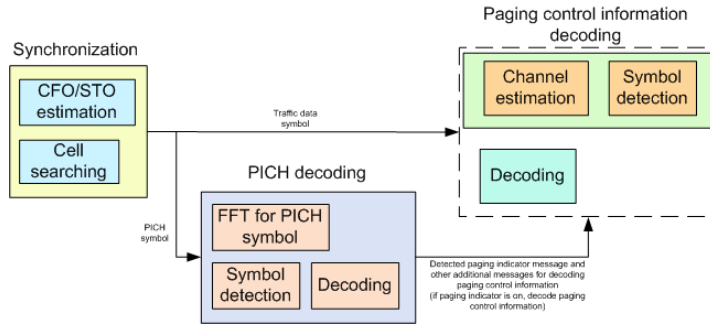 Synchronization
CFO/STO
estimation
Cell
searching
Traffic data
symbol
PICH
symbol
PICH decoding
FFT for PICH
symbol
Symbol
detection
Decoding
Paging control information
decoding
Channel
estimation
Symbol
detection
Decoding
Detected paging indicator message and
other additional messages for decoding
paging control information
(if paging indicator is on, decode paging
control information)